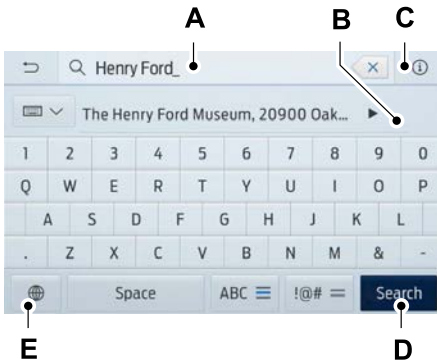 A B C
Henry Ford_
The Henry Ford Museum, 20900 Oak...
1 2 3 4 5 6 7 8 9 0
Q W E R T Y U I O P
A S D F G H J K L
. Z X C V B N M & -
Space ABC !@# Search
E D